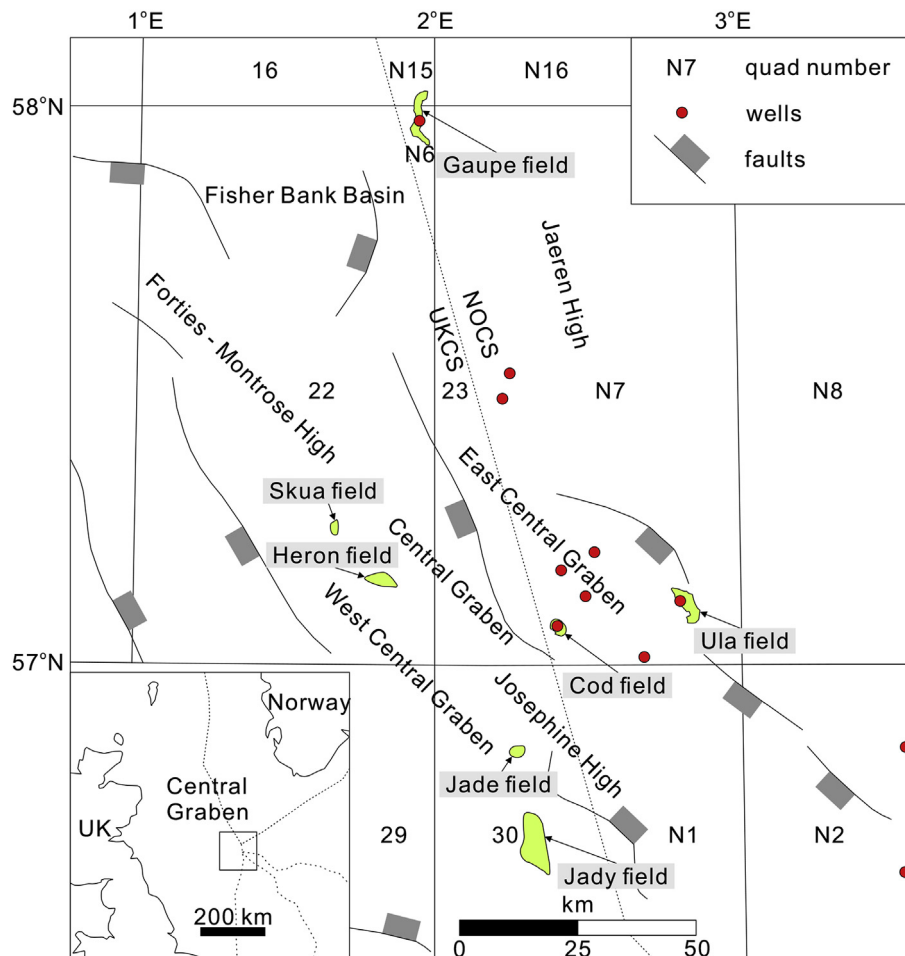 1°E
2°E
3°E
16
N15
N16
N7
quad number
wells
faults
58°N
N6
Gaupe field
Fisher Bank Basin
Jaeren High
Forties - Montrose High
NOCS
UKCS
22
23
N7
N8
East Central Graben
Skua field
Heron field
Central Graben
West Central Graben
Ula field
57°N
Cod field
Josephine High
Norway
Central
Graben
UK
Jade field
29
30
N1
N2
Jady field
200 km
km
0
25
50